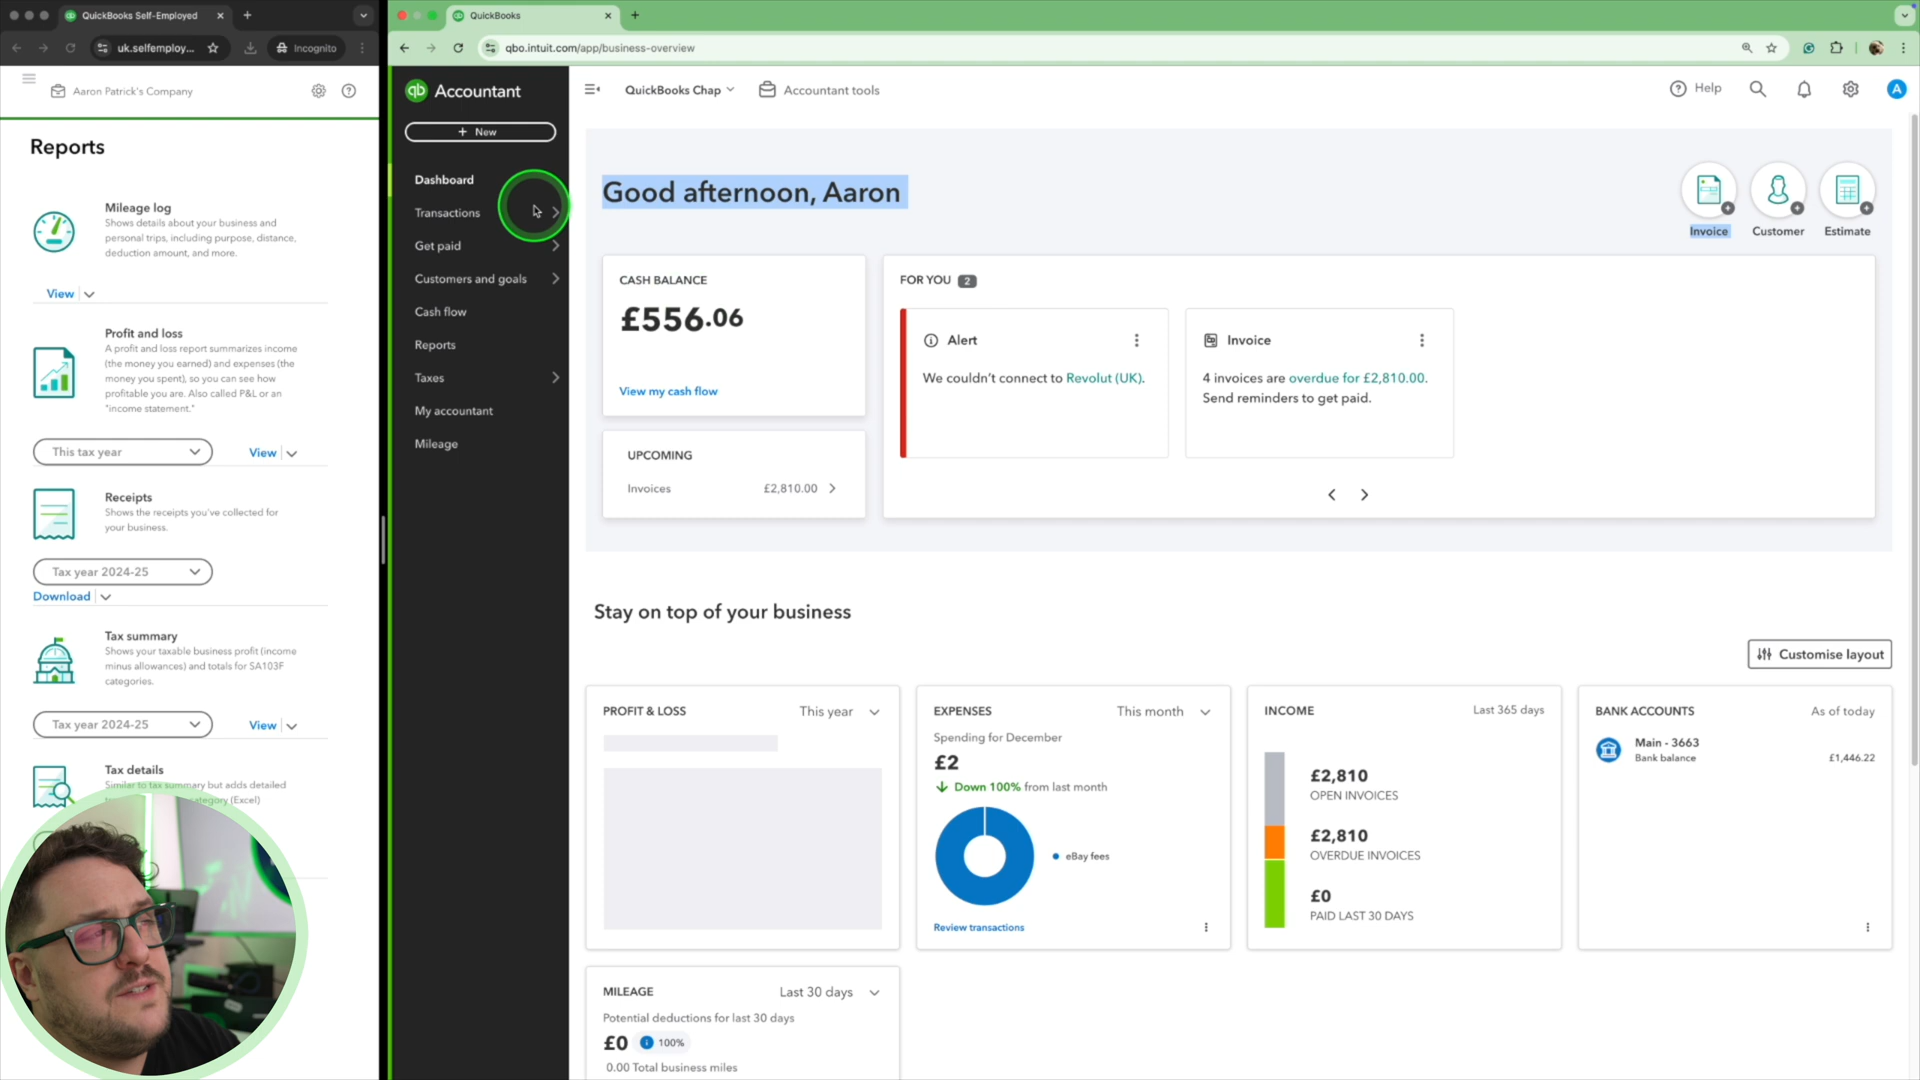 QuickBooks Self-Employed
uk.selfemploy...
Incognito
Aaron Patrick's Company
Reports
Mileage log
Shows details about your business and
personal trips, including purpose, distance,
deduction amount, and more.
View
Profit and loss
A profit and loss report summarizes income
(the money you earned) and expenses (the
money you spent), so you can see how
profitable you are. Also called P&L or an
"income statement."
This tax year
View
Receipts
Shows the receipts you've collected for
your business.
Tax year 2024-25
Download
Tax summary
Shows your taxable business profit (income
minus allowances) and totals for SA103F
categories.
Tax year 2024-25
View
Tax details
Similar to tax summary but adds detailed
category (Excel)
QuickBooks
qbo.intuit.com/app/business-overview
qb Accountant
+ New
Dashboard
Transactions
Get paid
Customers and goals
Cash flow
Reports
Taxes
My accountant
Mileage
QuickBooks Chap
Accountant tools
Help
A
Good afternoon, Aaron
Invoice
Customer
Estimate
CASH BALANCE
£556.06
View my cash flow
UPCOMING
Invoices £2,810.00
FOR YOU 2
Alert
We couldn't connect to Revolut (UK).
Invoice
4 invoices are overdue for £2,810.00.
Send reminders to get paid.
Stay on top of your business
Customise layout
PROFIT & LOSS This year
EXPENSES This month
Spending for December
£2
Down 100% from last month
eBay fees
Review transactions
INCOME Last 365 days
£2,810
OPEN INVOICES
£2,810
OVERDUE INVOICES
£0
PAID LAST 30 DAYS
BANK ACCOUNTS As of today
Main - 3663
Bank balance £1,446.22
MILEAGE Last 30 days
Potential deductions for last 30 days
£0 100%
0.00 Total business miles